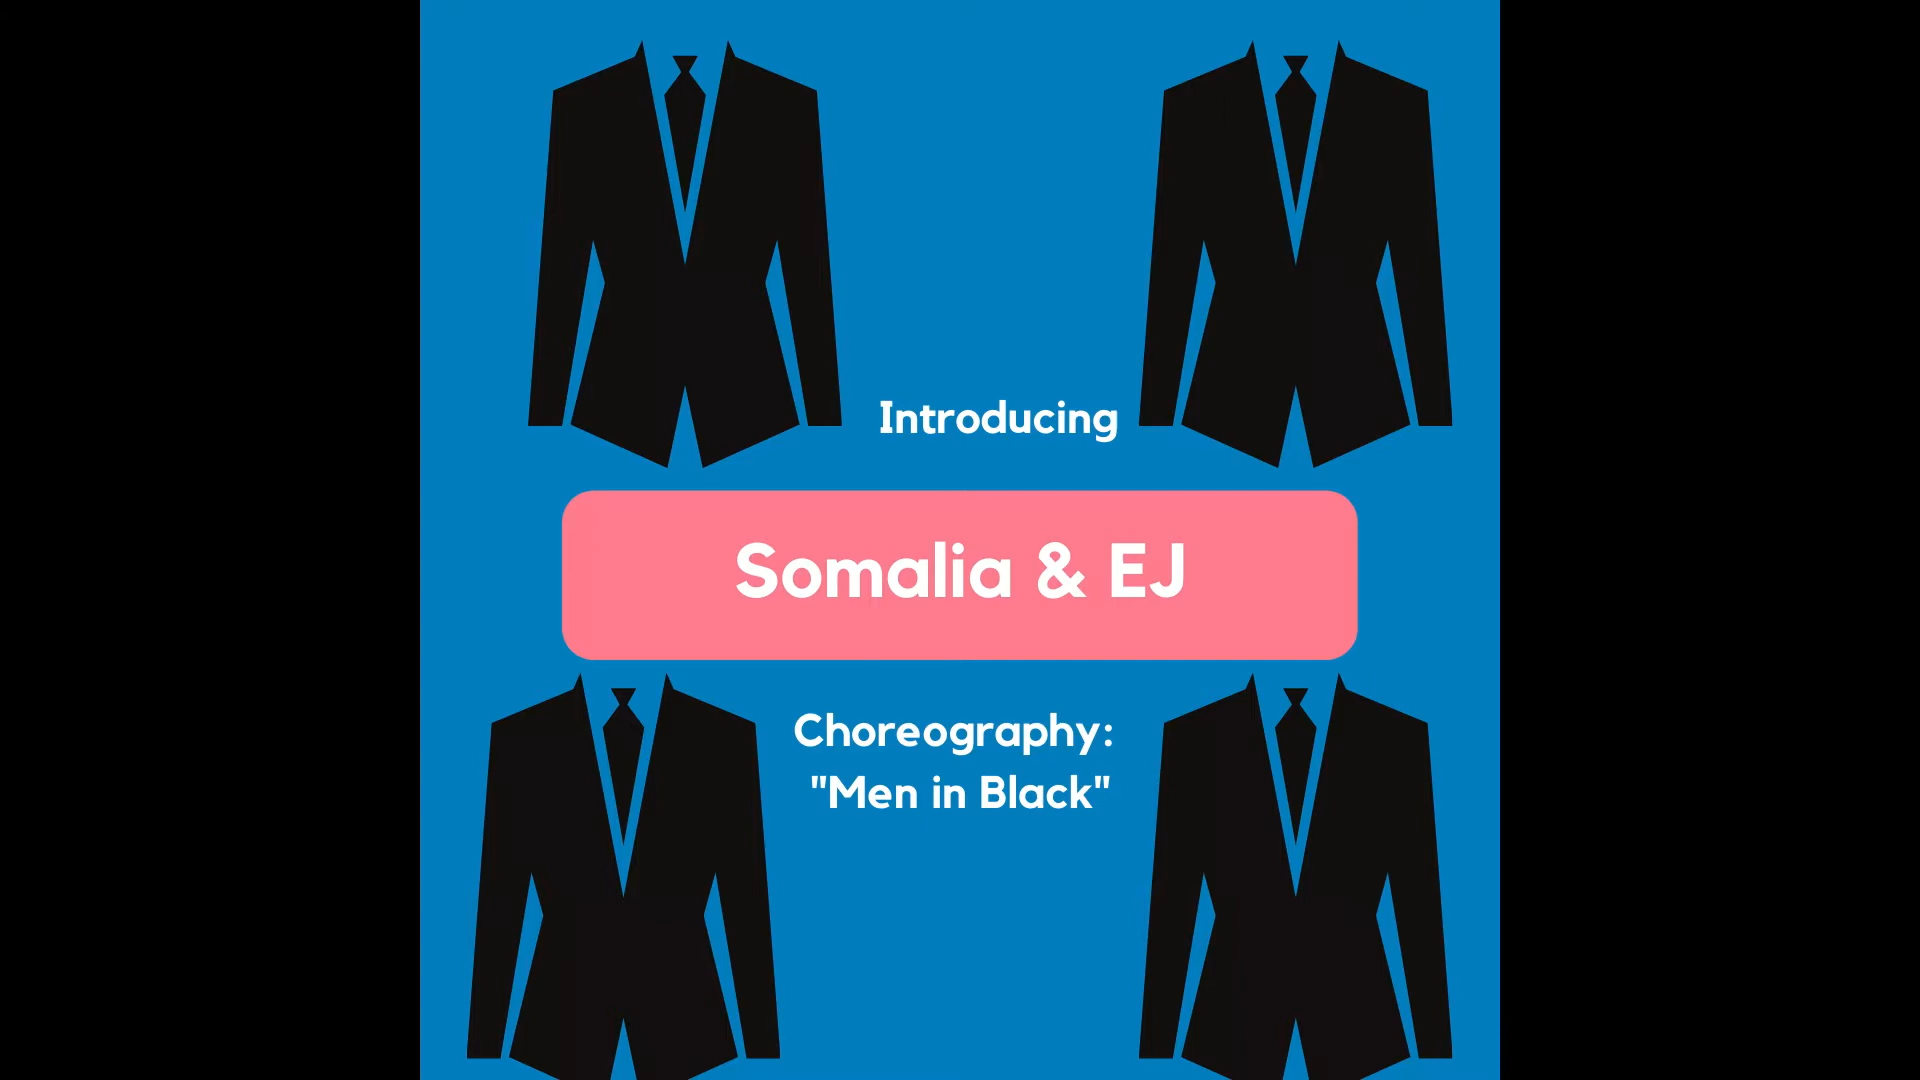 Introducing
Somalia & EJ
Choreography:
"Men in Black"